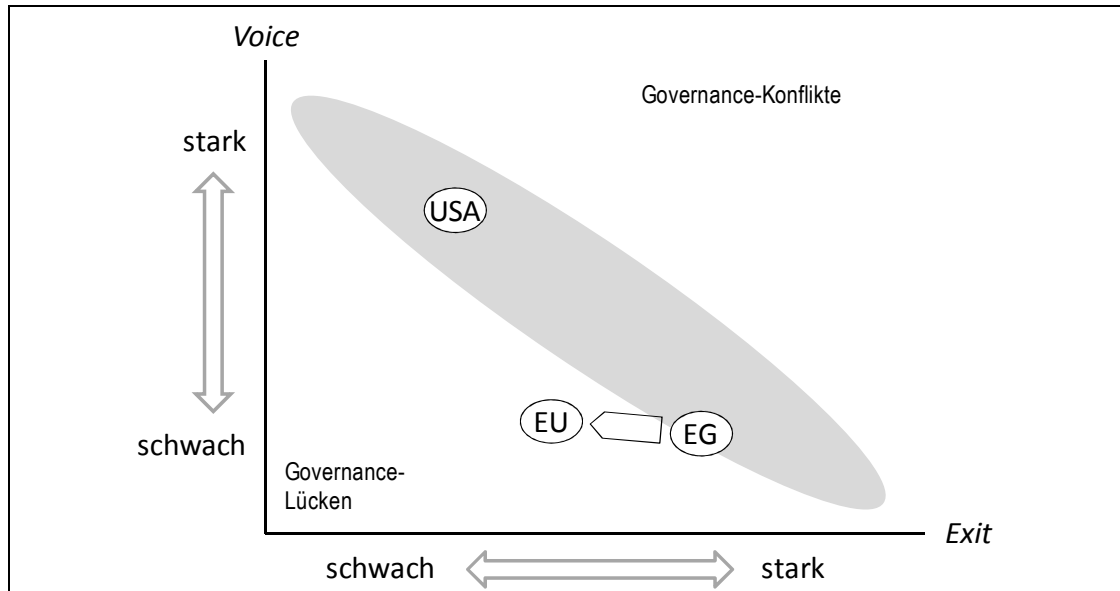 Voice
Governance-Konflikte
stark
USA
EU
EG
schwach
Governance-
Lücken
Exit
schwach
stark